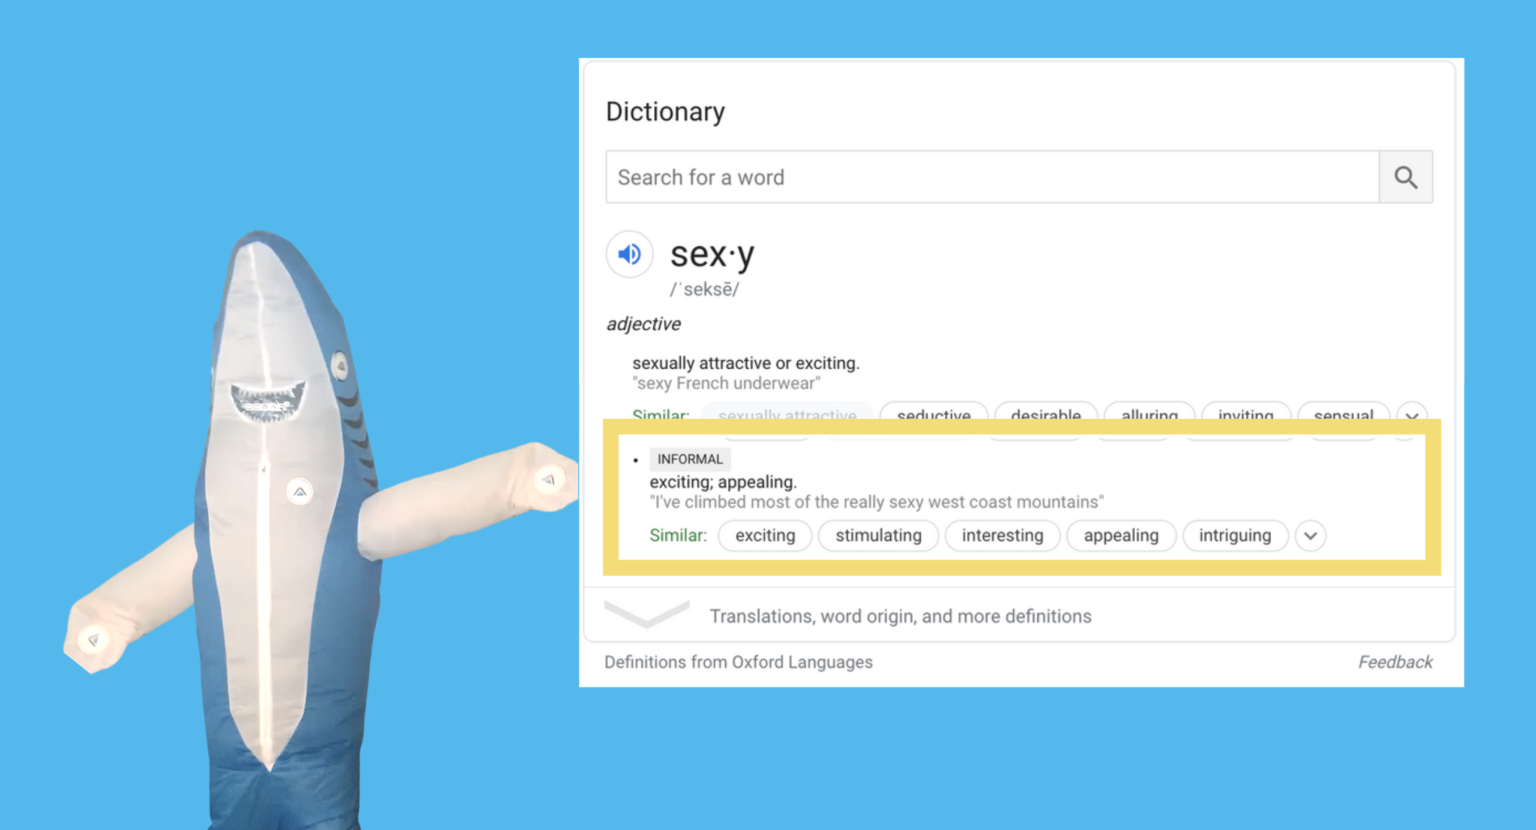 Dictionary
Search for a word
sex·y
/ˈseksē/
adjective
sexually attractive or exciting.
"sexy French underwear"
Similar: sexually attractive seductive desirable alluring inviting sensual
• INFORMAL
exciting; appealing.
"I've climbed most of the really sexy west coast mountains"
Similar: exciting stimulating interesting appealing intriguing
Translations, word origin, and more definitions
Definitions from Oxford Languages Feedback